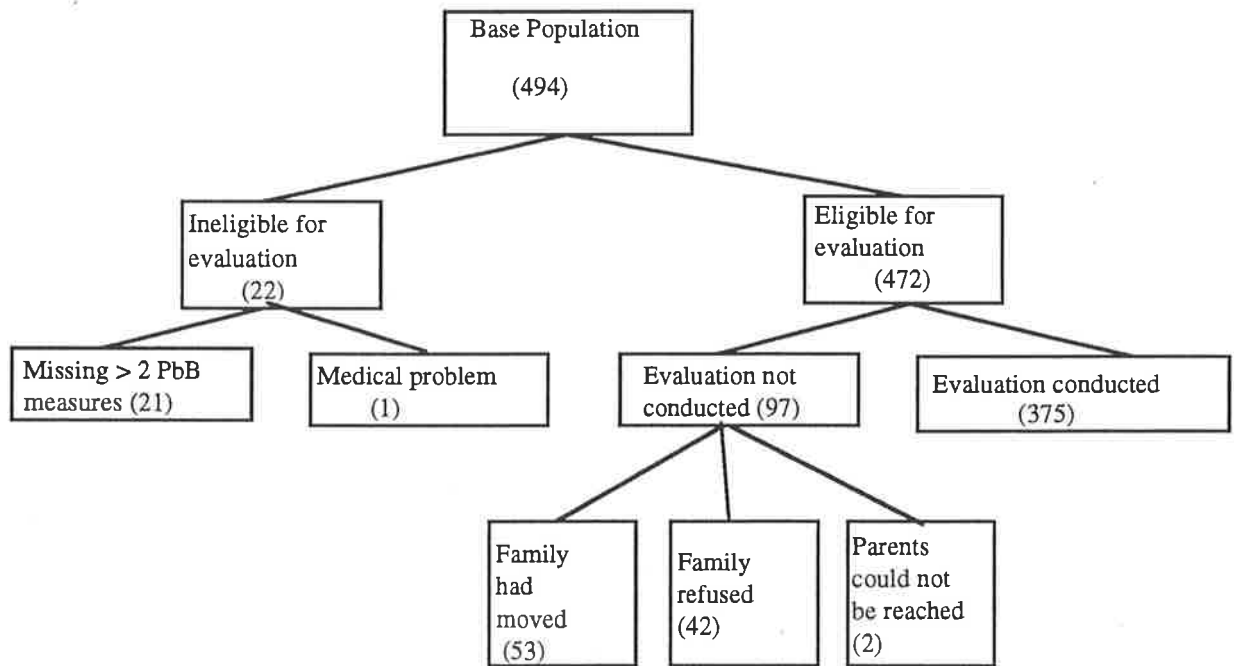 Base Population
(494)
Ineligible for
evaluation
(22)
Eligible for
evaluation
(472)
Missing > 2 PbB
measures (21)
Medical problem
(1)
Evaluation not
conducted (97)
Evaluation conducted
(375)
Family
had
moved
(53)
Family
refused
(42)
Parents
could not
be reached
(2)